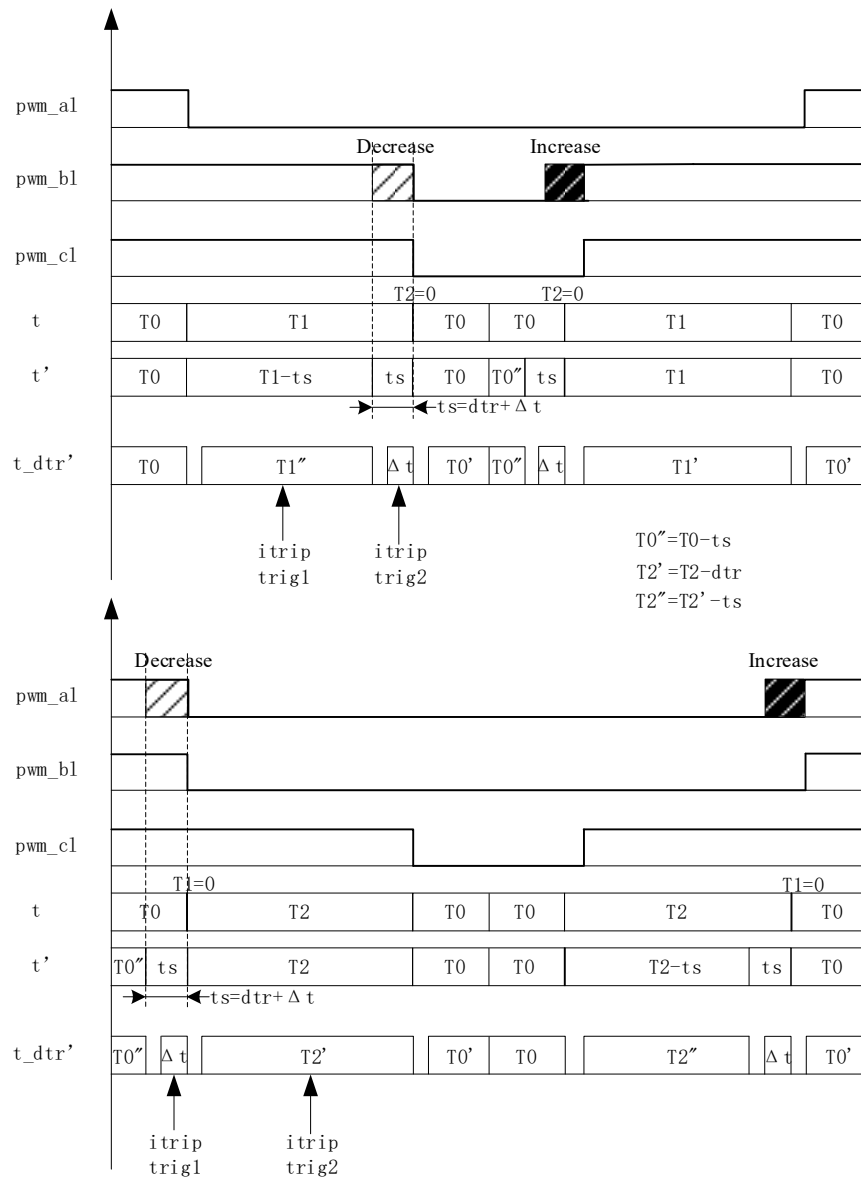 pwm_al
Decrease Increase
pwm_bl
pwm_cl
T2=0 T2=0
t T0 T1 T0 T0 T1 T0
t' T0 T1-ts ts T0 T0″ ts T1 T0
ts=dtr+Δt
t_dtr' T0 T1″ Δt T0' T0″ Δt T1' T0'
itrip itrip
trig1 trig2
T0″=T0-ts
T2'=T2-dtr
T2″=T2'-ts
Decrease Increase
pwm_al
pwm_bl
pwm_cl
T1=0 T1=0
t T0 T2 T0 T0 T2 T0
t' T0″ ts T2 T0 T0 T2-ts ts T0
ts=dtr+Δt
t_dtr' T0″ Δt T2' T0' T0 T2″ Δt T0'
itrip itrip
trig1 trig2